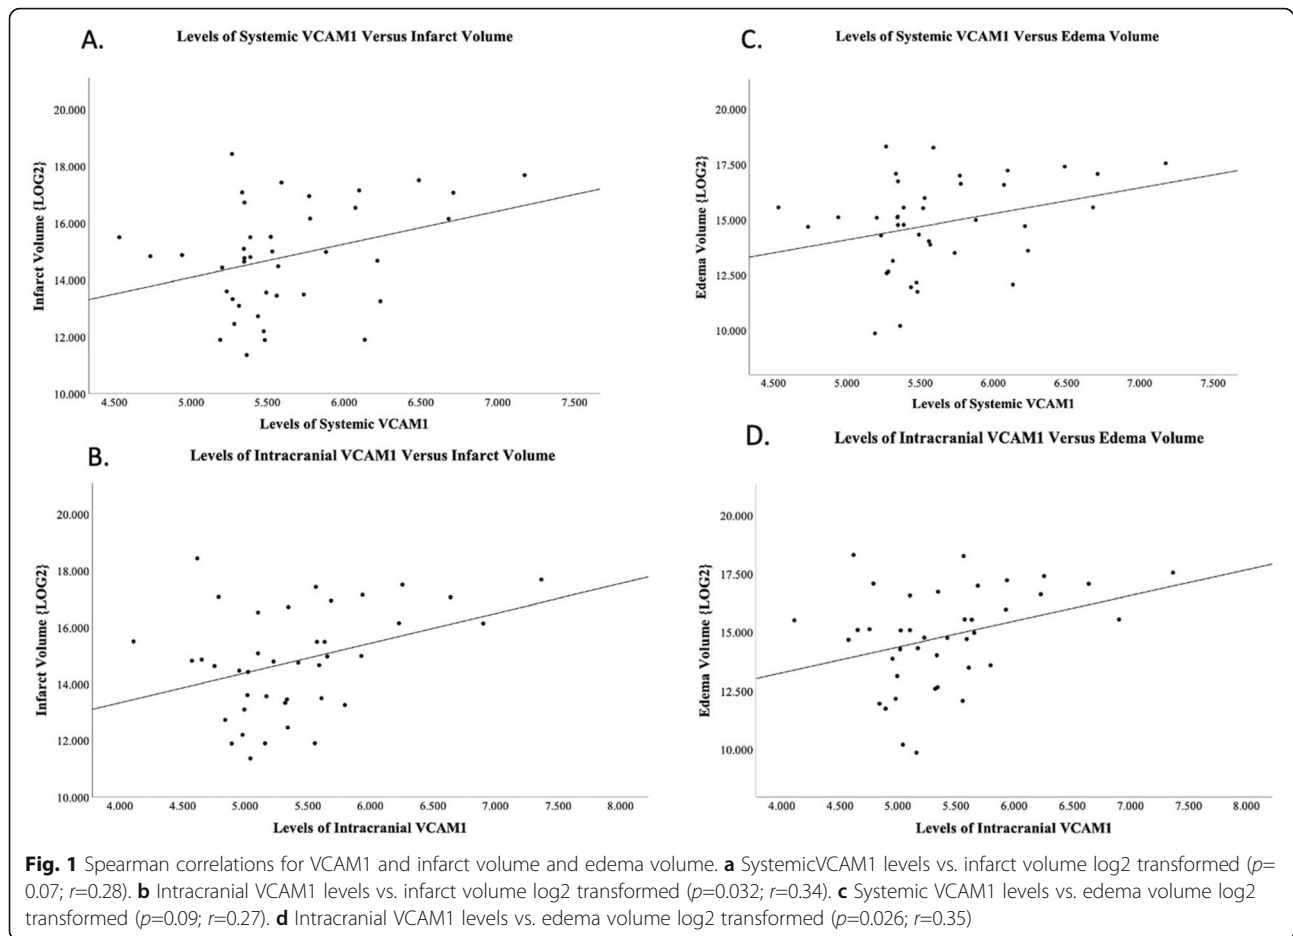 A.
Levels of Systemic VCAM1 Versus Infarct Volume
Infarct Volume {LOG2}
20.000
18.000
16.000
14.000
12.000
10.000
4.500 5.000 5.500 6.000 6.500 7.000 7.500
Levels of Systemic VCAM1
B.
Levels of Intracranial VCAM1 Versus Infarct Volume
Infarct Volume {LOG2}
20.000
18.000
16.000
14.000
12.000
10.000
4.000 4.500 5.000 5.500 6.000 6.500 7.000 7.500 8.000
Levels of Intracranial VCAM1
C.
Levels of Systemic VCAM1 Versus Edema Volume
Edema Volume {LOG2}
20.000
17.500
15.000
12.500
10.000
4.500 5.000 5.500 6.000 6.500 7.000 7.500
Levels of Systemic VCAM1
D.
Levels of Intracranial VCAM1 Versus Edema Volume
Edema Volume {LOG2}
20.000
17.500
15.000
12.500
10.000
4.000 4.500 5.000 5.500 6.000 6.500 7.000 7.500 8.000
Levels of Intracranial VCAM1
Fig. 1 Spearman correlations for VCAM1 and infarct volume and edema volume. a SystemicVCAM1 levels vs. infarct volume log2 transformed (p=
0.07; r=0.28). b Intracranial VCAM1 levels vs. infarct volume log2 transformed (p=0.032; r=0.34). c Systemic VCAM1 levels vs. edema volume log2
transformed (p=0.09; r=0.27). d Intracranial VCAM1 levels vs. edema volume log2 transformed (p=0.026; r=0.35)